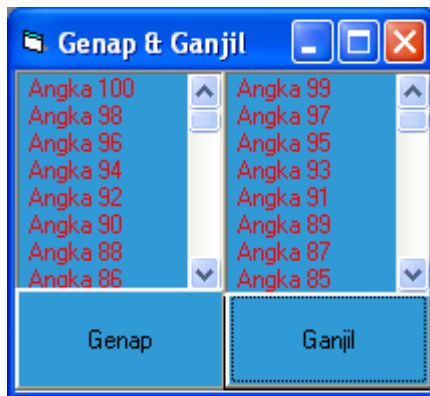 Genap & Ganjil
Angka 100
Angka 98
Angka 96
Angka 94
Angka 92
Angka 90
Angka 88
Angka 86
Angka 99
Angka 97
Angka 95
Angka 93
Angka 91
Angka 89
Angka 87
Angka 85
Genap
Ganjil